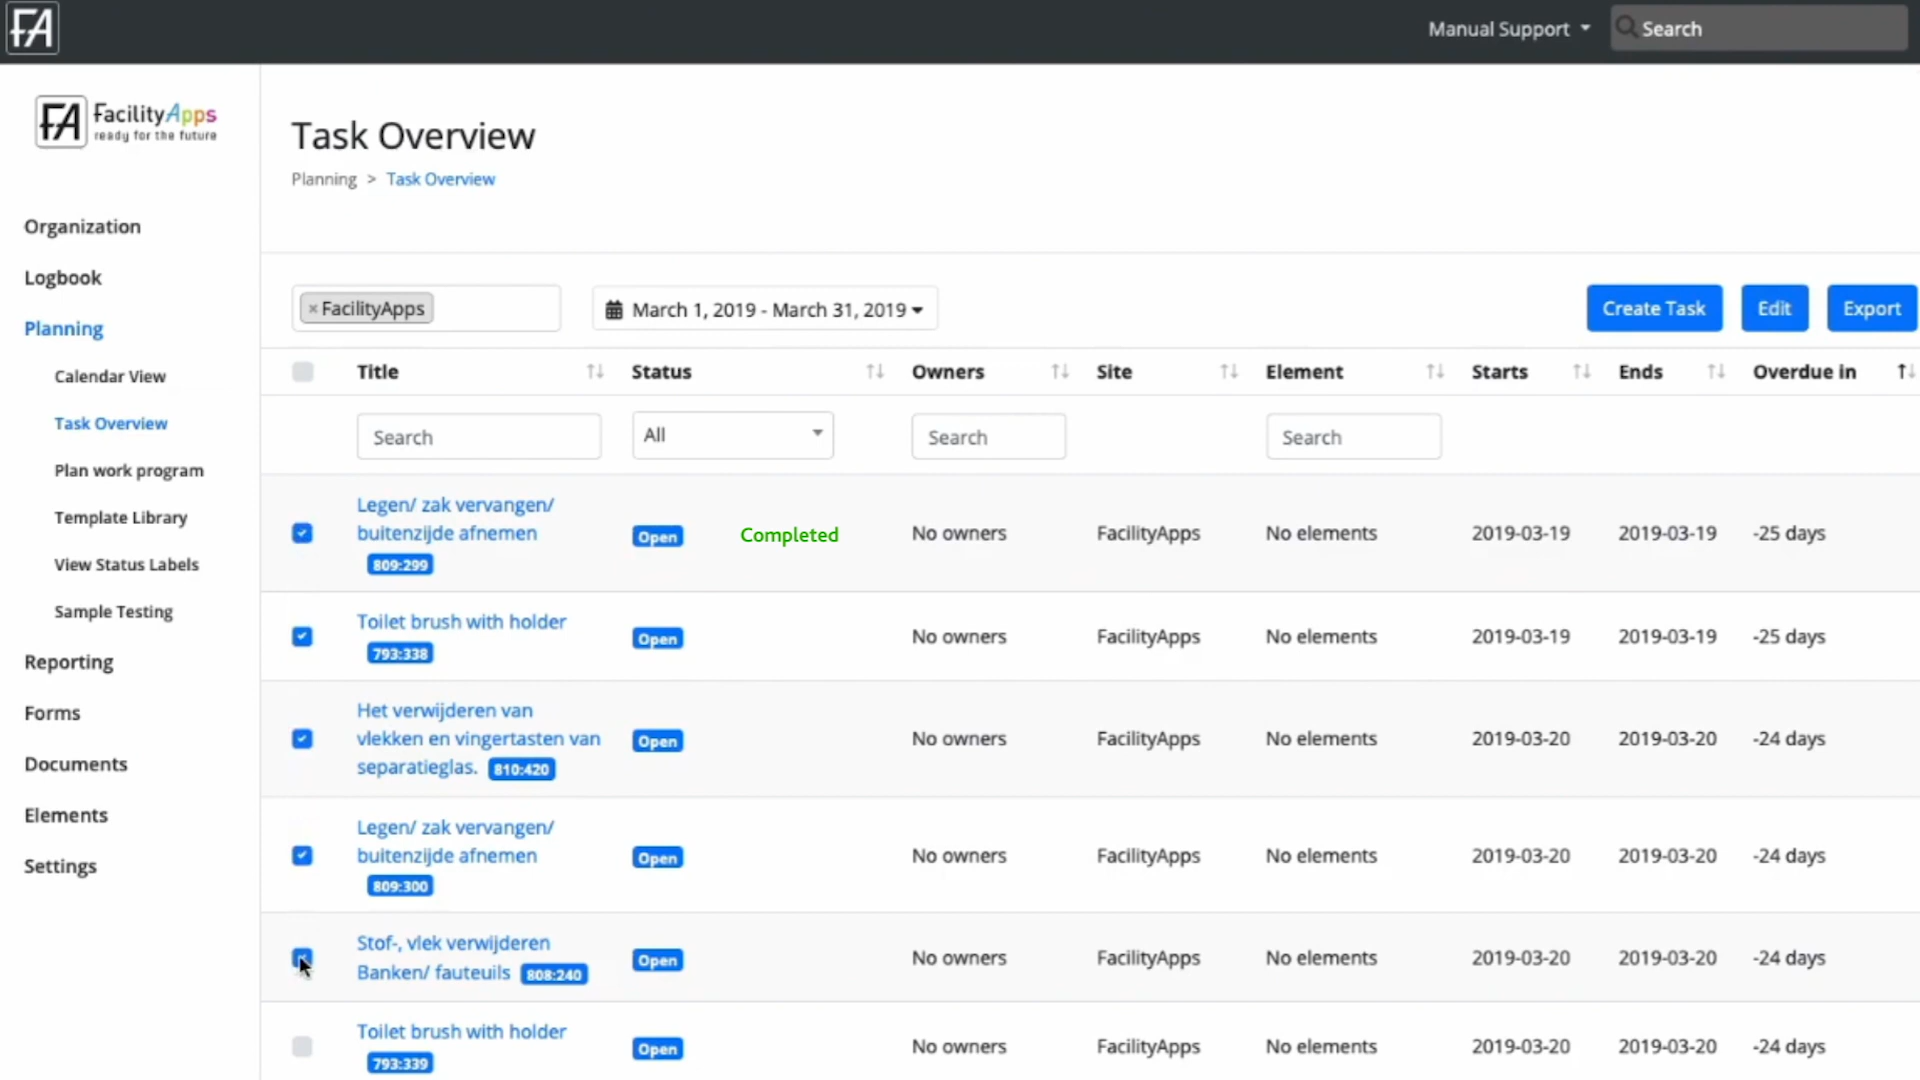 FA
Manual Support
Search
FA FacilityApps
ready for the future
Task Overview
Planning > Task Overview
Organization
Logbook
Planning
Calendar View
Task Overview
Plan work program
Template Library
View Status Labels
Sample Testing
Reporting
Forms
Documents
Elements
Settings
× FacilityApps
March 1, 2019 - March 31, 2019
Create Task
Edit
Export
Title Status Owners Site Element Starts Ends Overdue in
Search All Search Search
Legen/ zak vervangen/
buitenzijde afnemen
809:299
Open Completed No owners FacilityApps No elements 2019-03-19 2019-03-19 -25 days
Toilet brush with holder
793:338
Open No owners FacilityApps No elements 2019-03-19 2019-03-19 -25 days
Het verwijderen van
vlekken en vingertasten van
separatieglas. 810:420
Open No owners FacilityApps No elements 2019-03-20 2019-03-20 -24 days
Legen/ zak vervangen/
buitenzijde afnemen
809:300
Open No owners FacilityApps No elements 2019-03-20 2019-03-20 -24 days
Stof-, vlek verwijderen
Banken/ fauteuils 808:240
Open No owners FacilityApps No elements 2019-03-20 2019-03-20 -24 days
Toilet brush with holder
793:339
Open No owners FacilityApps No elements 2019-03-20 2019-03-20 -24 days